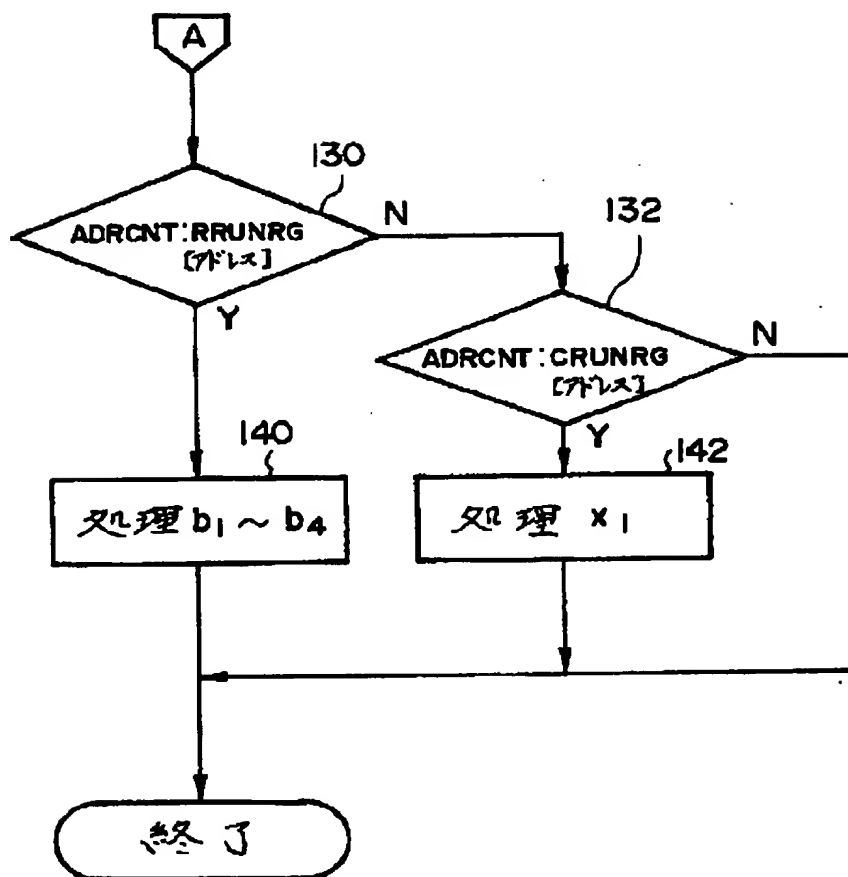 A
130
ADRCNT:RRUNRG
[アドレス]
N
Y
132
ADRCNT:CRUNRG
[アドレス]
N
Y
140
処理 b₁ ~ b₄
142
処理 x₁
終了